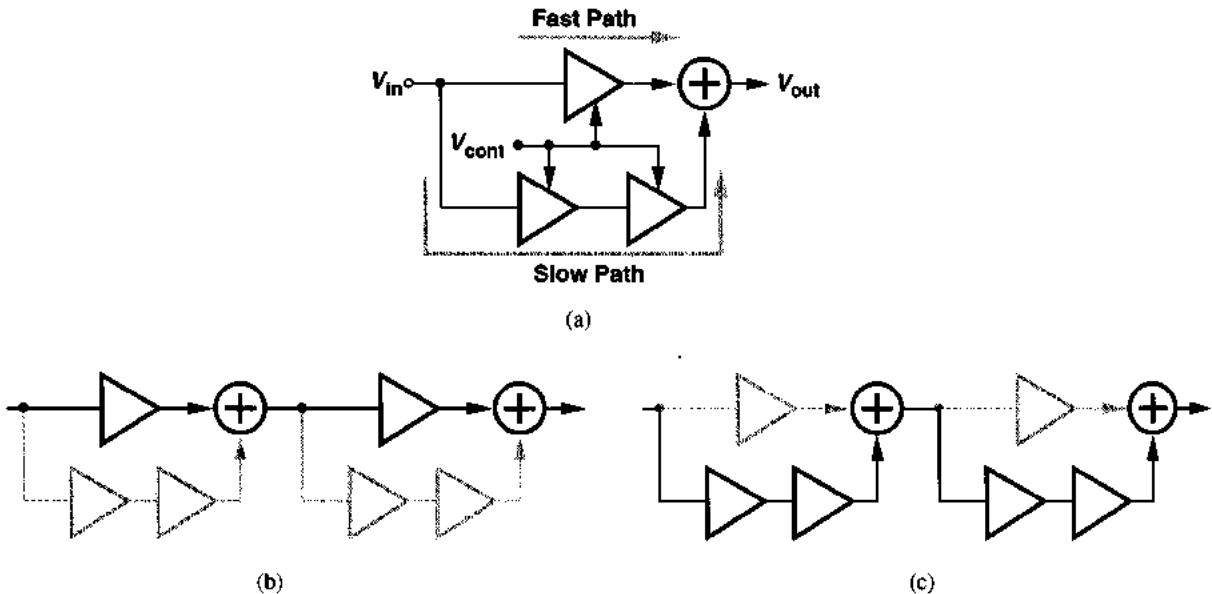 Fast Path
Vin
Vout
Vcont
Slow Path
(a)
(b)
(c)